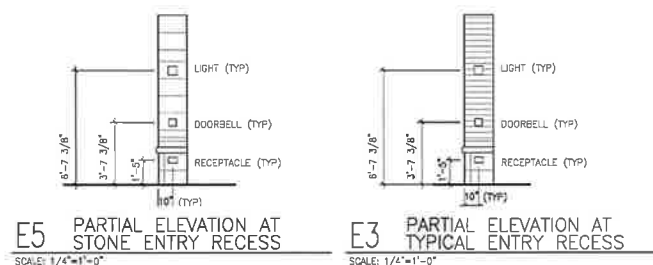 LIGHT (TYP)
DOORBELL (TYP)
RECEPTACLE (TYP)
6'-7 3/8"
3'-7 3/8"
1'-5"
10" (TYP)
E5 PARTIAL ELEVATION AT
STONE ENTRY RECESS
SCALE: 1/4"=1'-0"
LIGHT (TYP)
DOORBELL (TYP)
RECEPTACLE (TYP)
6'-7 3/8"
3'-7 3/8"
1'-5"
10" (TYP)
E3 PARTIAL ELEVATION AT
TYPICAL ENTRY RECESS
SCALE: 1/4"=1'-0"